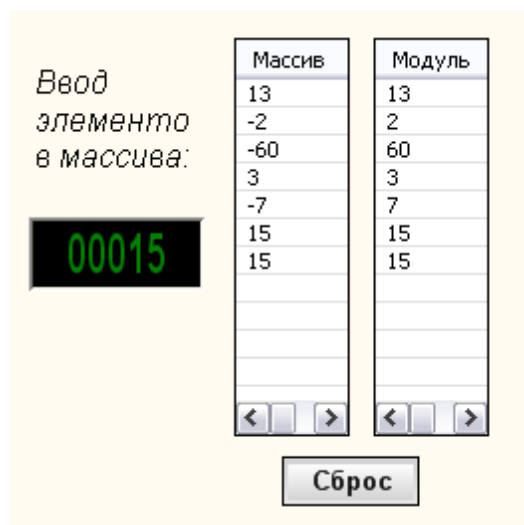 Ввод
элементо
в массива:
00015
Массив
13
-2
-60
3
-7
15
15
Модуль
13
2
60
3
7
15
15
Сброс